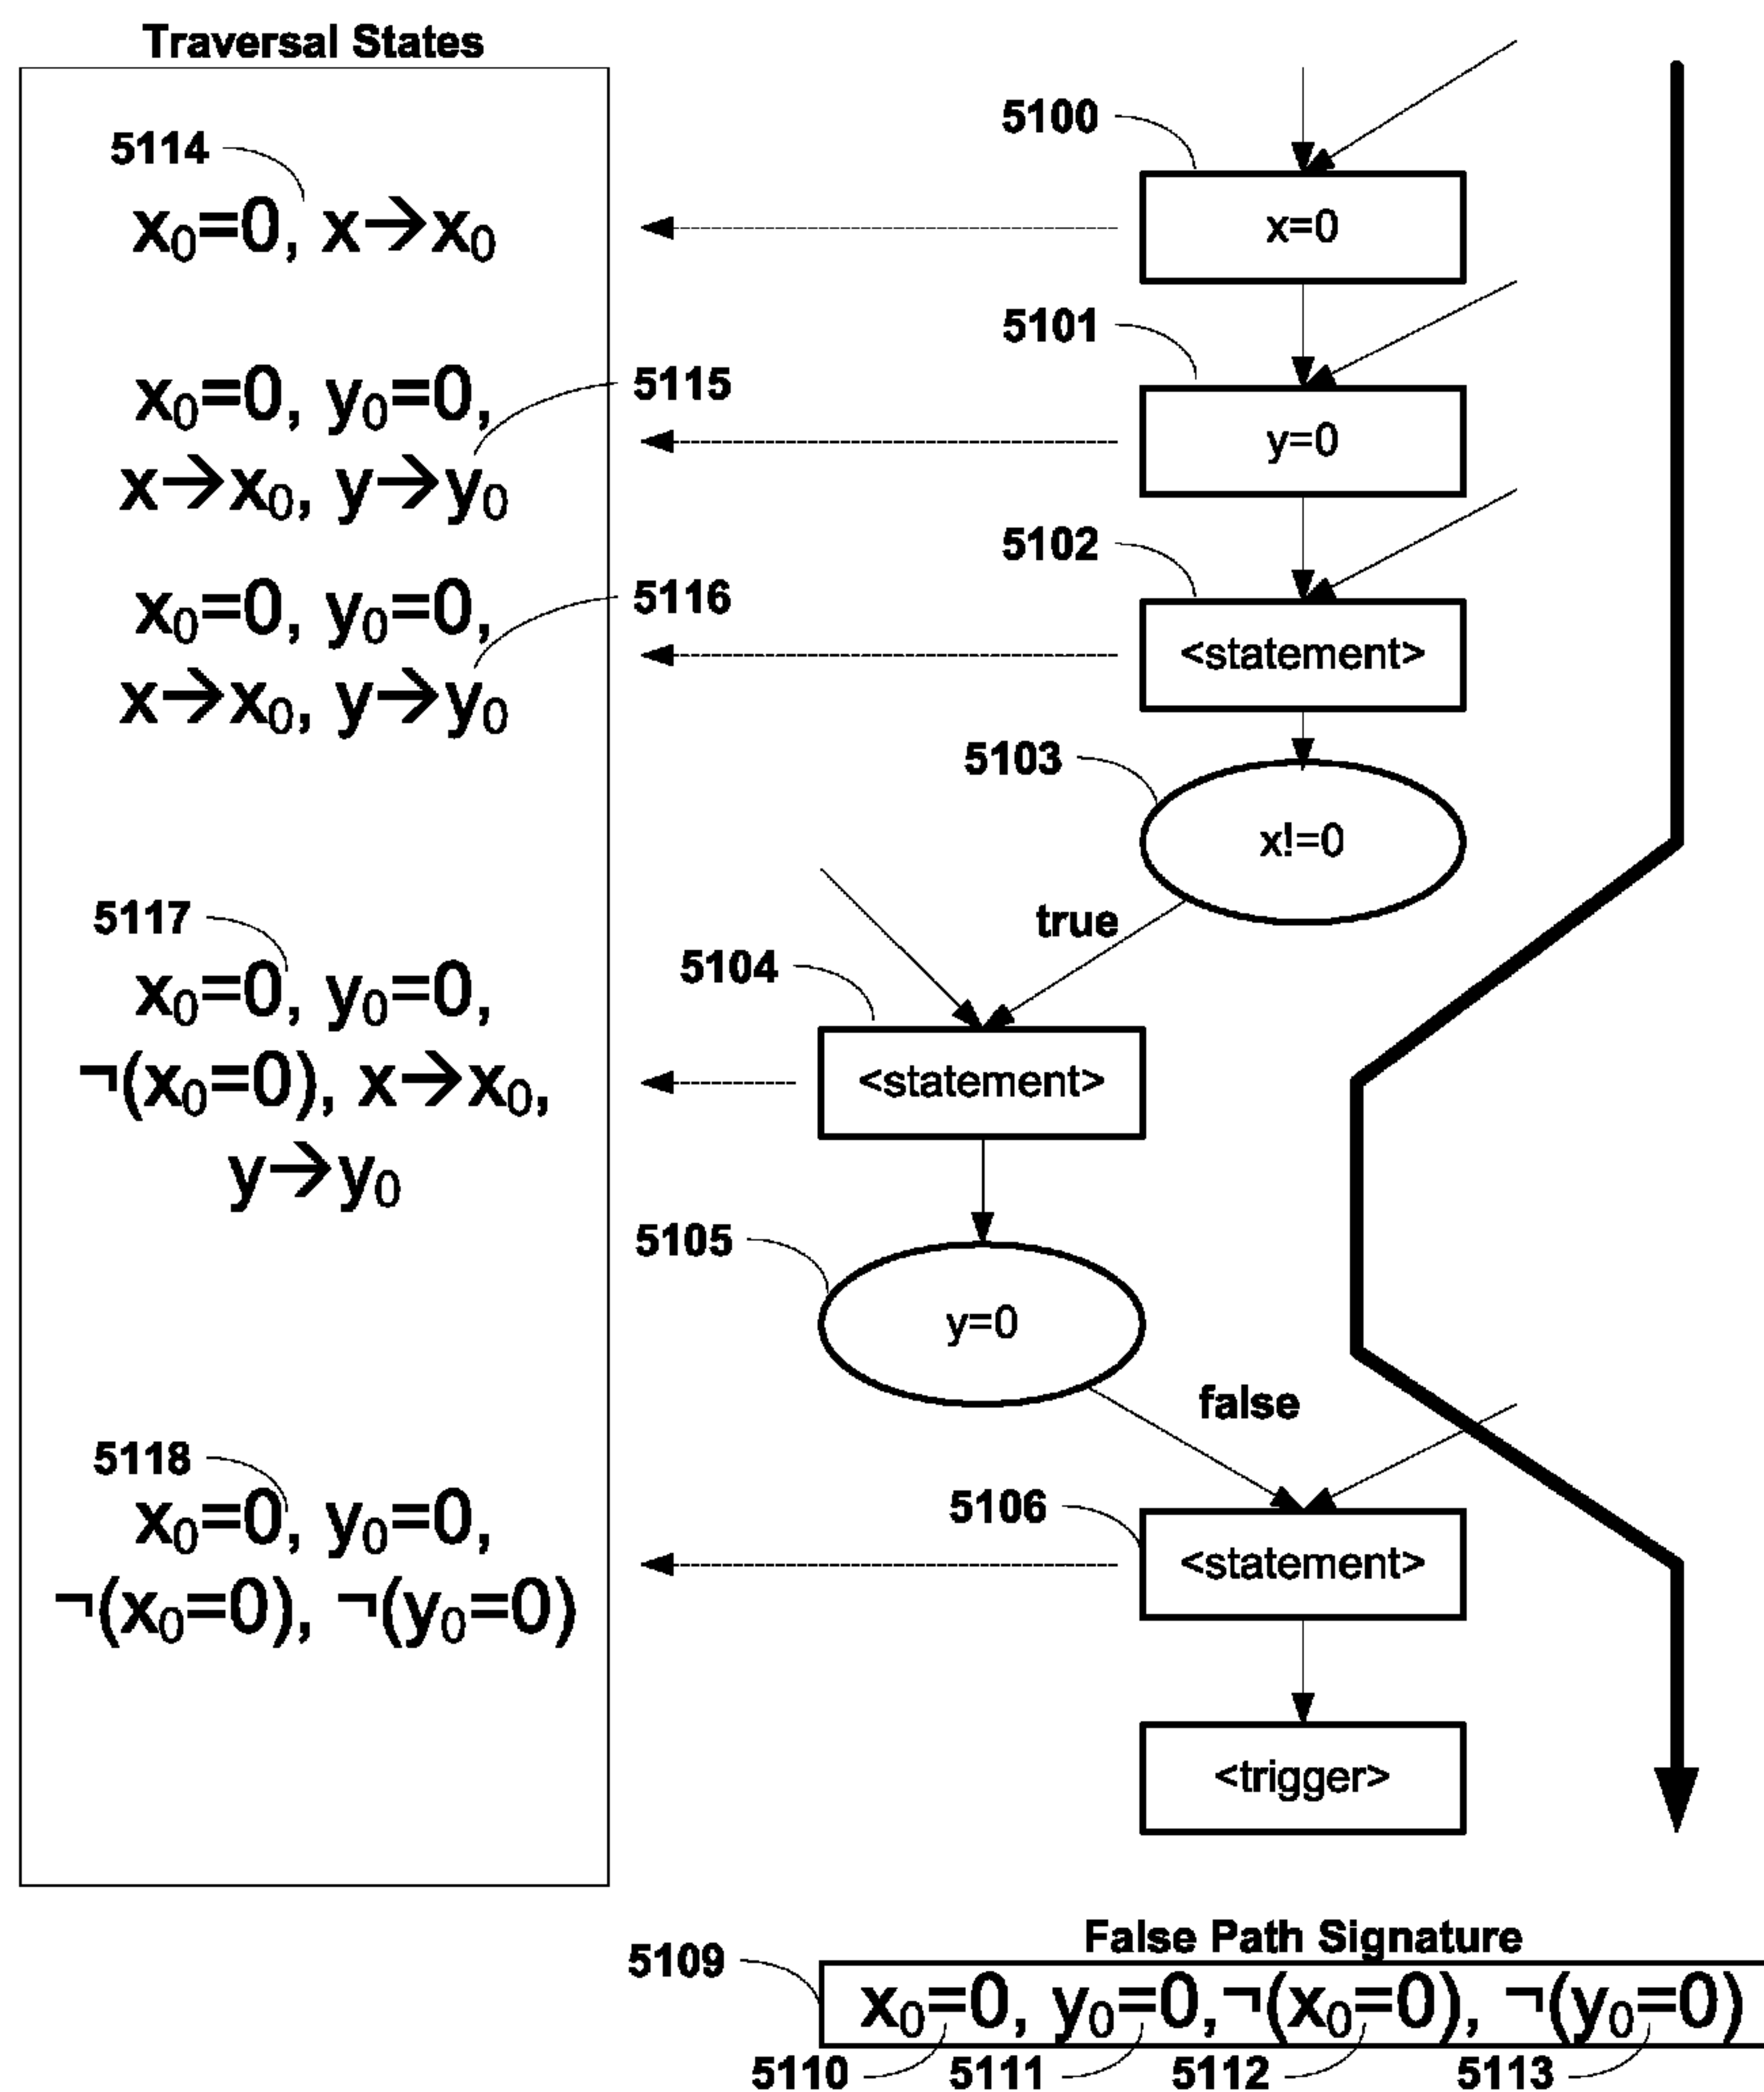 Traversal States
5100
5114
x₀=0, x→x₀
x=0
5101
x₀=0, y₀=0,
5115
y=0
x→x₀, y→y₀
5102
x₀=0, y₀=0,
5116
<statement>
x→x₀, y→y₀
5103
x!=0
5117
true
5104
x₀=0, y₀=0,
¬(x₀=0), x→x₀,
<statement>
y→y₀
5105
y=0
false
5118
5106
x₀=0, y₀=0,
<statement>
¬(x₀=0), ¬(y₀=0)
<trigger>
False Path Signature
5109
x₀=0, y₀=0,¬(x₀=0), ¬(y₀=0)
5110 5111 5112 5113